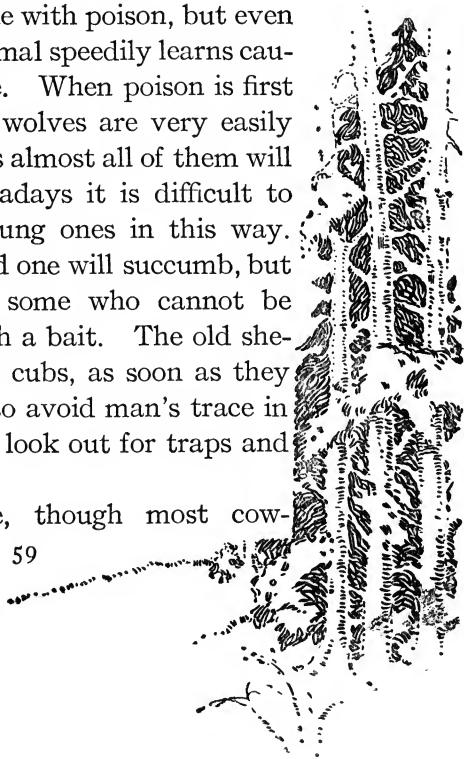 e with poison, but even
mal speedily learns cau-
. When poison is first
wolves are very easily
s almost all of them will
adays it is difficult to
ung ones in this way.
d one will succumb, but
some who cannot be
h a bait. The old she-
cubs, as soon as they
o avoid man's trace in
look out for traps and
, though most cow-
59